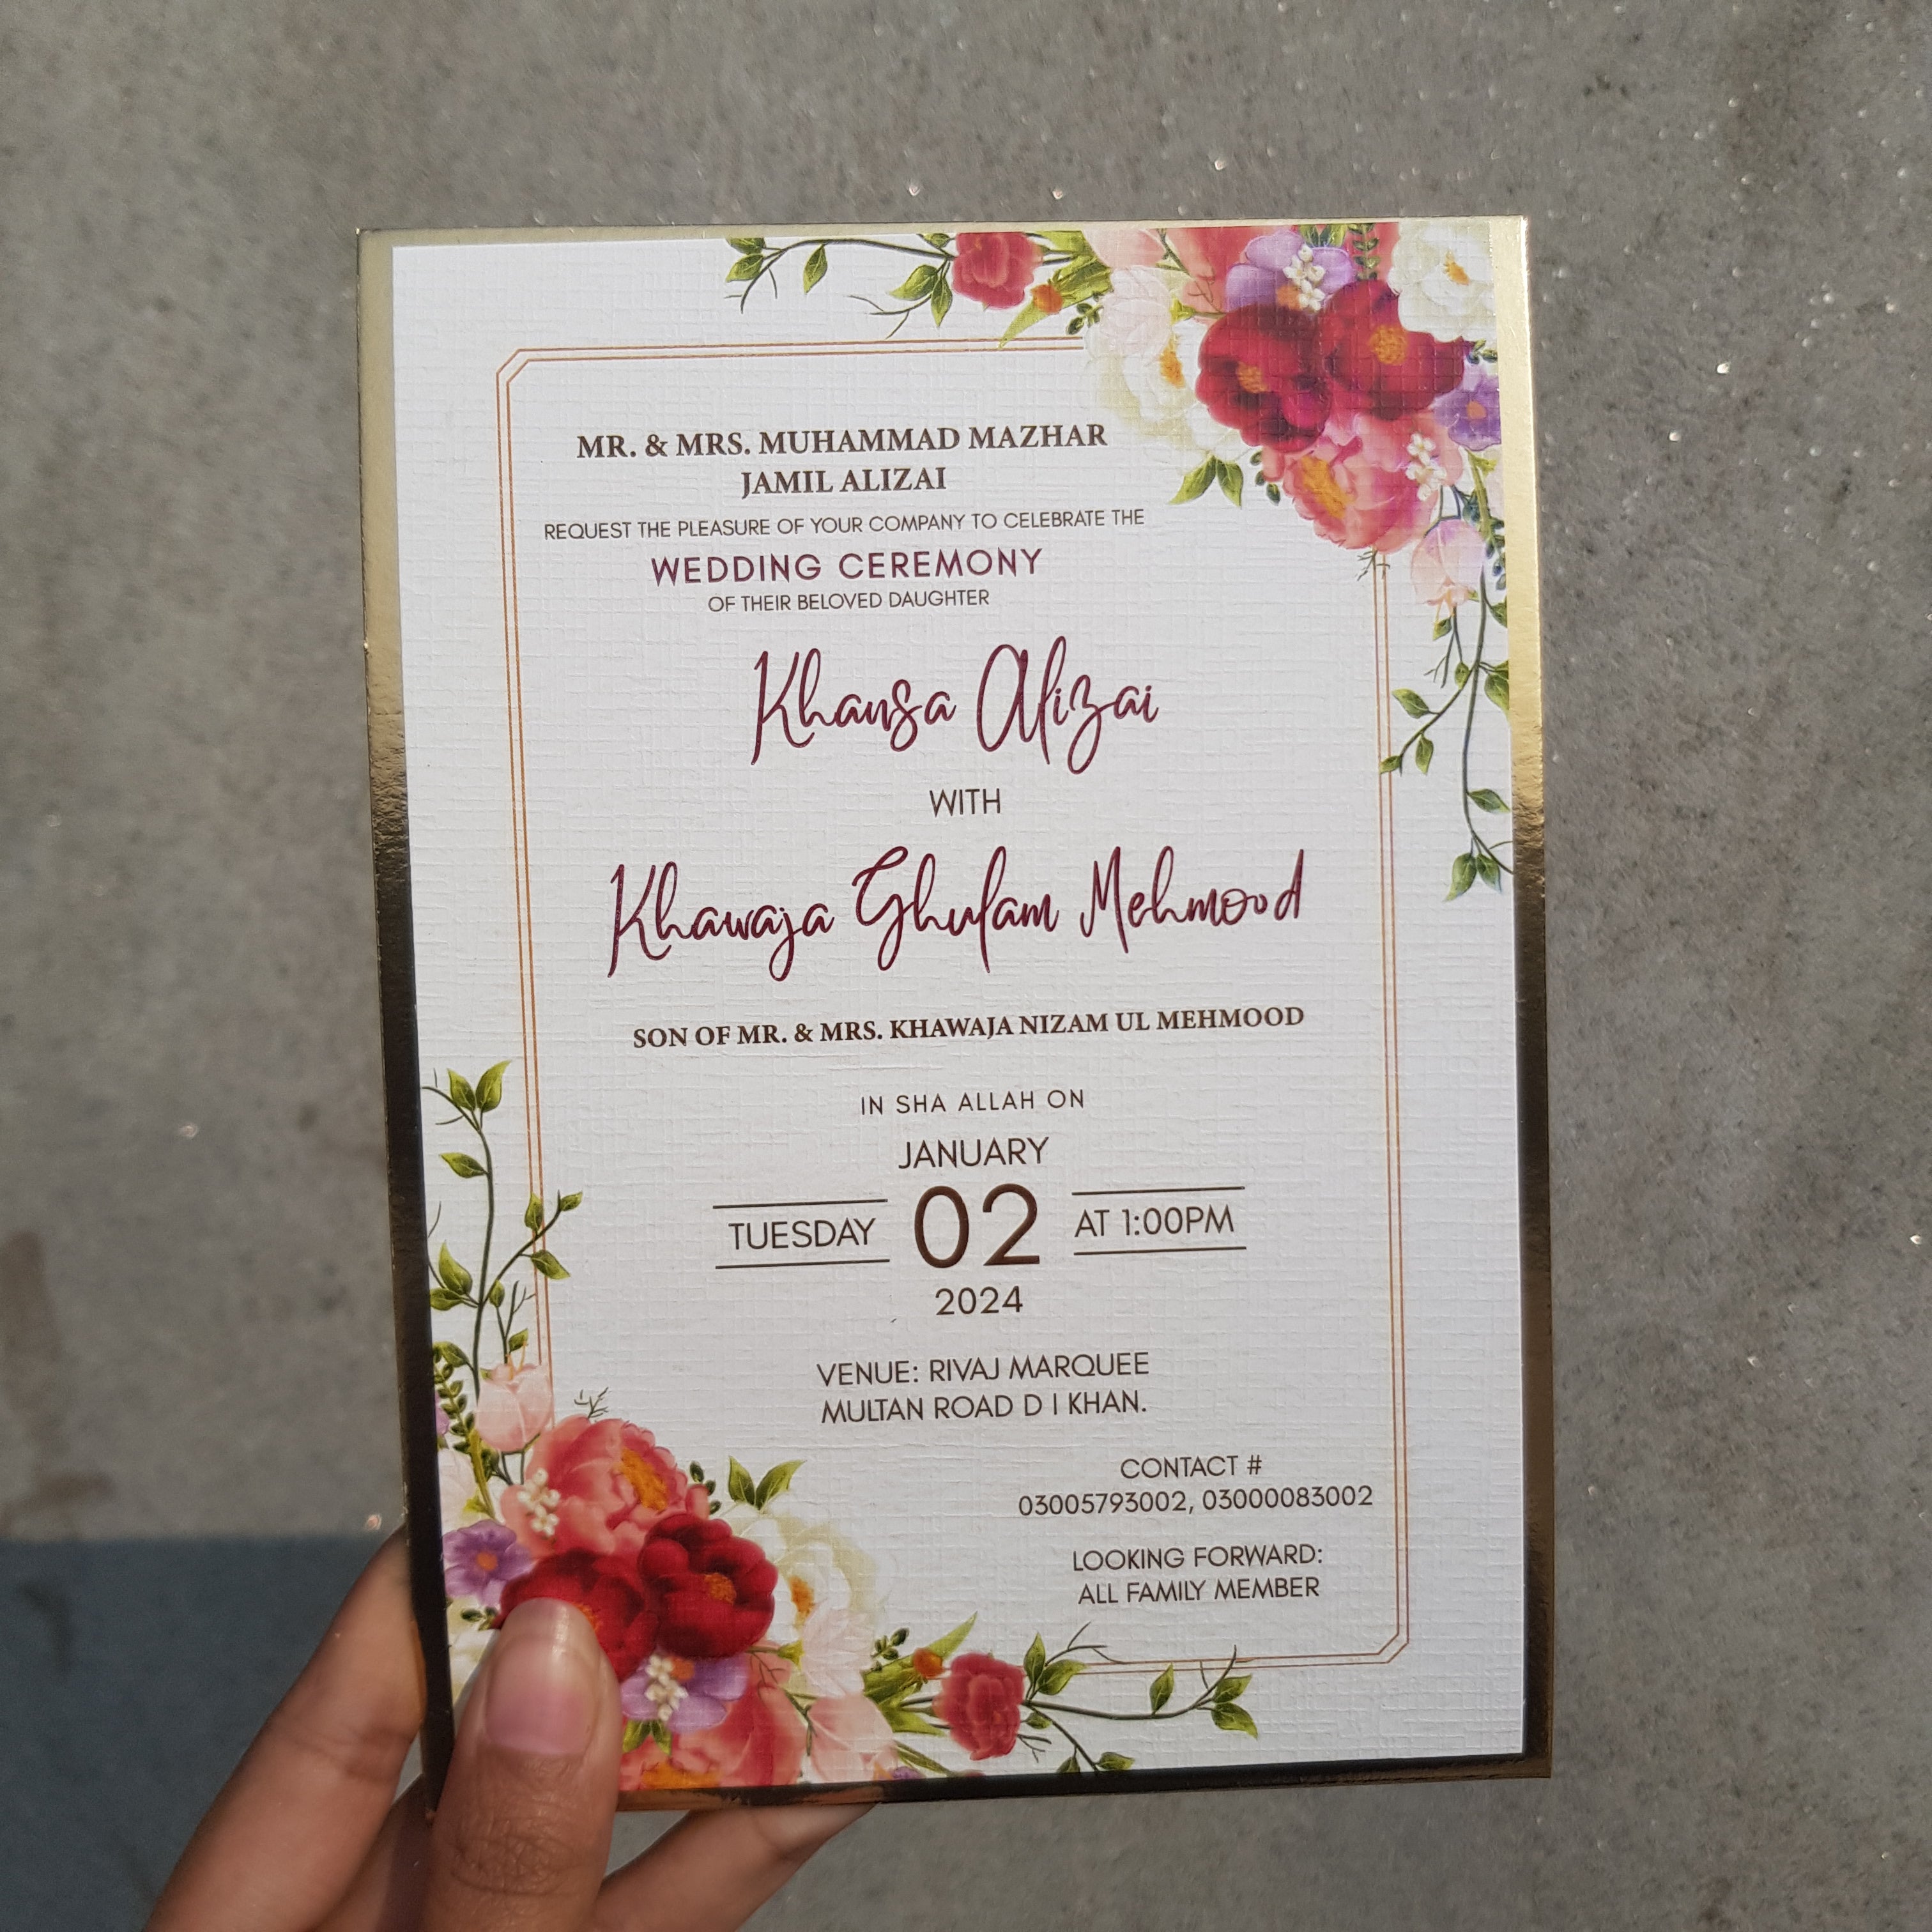 MR. & MRS. MUHAMMAD MAZHAR
JAMIL ALIZAI
REQUEST THE PLEASURE OF YOUR COMPANY TO CELEBRATE THE
WEDDING CEREMONY
OF THEIR BELOVED DAUGHTER
Khansa Alizai
WITH
Khawaja Ghulam Mehmood
SON OF MR. & MRS. KHAWAJA NIZAM UL MEHMOOD
IN SHA ALLAH ON
JANUARY
TUESDAY 02 AT 1:00PM
2024
VENUE: RIVAJ MARQUEE
MULTAN ROAD D I KHAN.
CONTACT #
03005793002, 03000083002
LOOKING FORWARD:
ALL FAMILY MEMBER